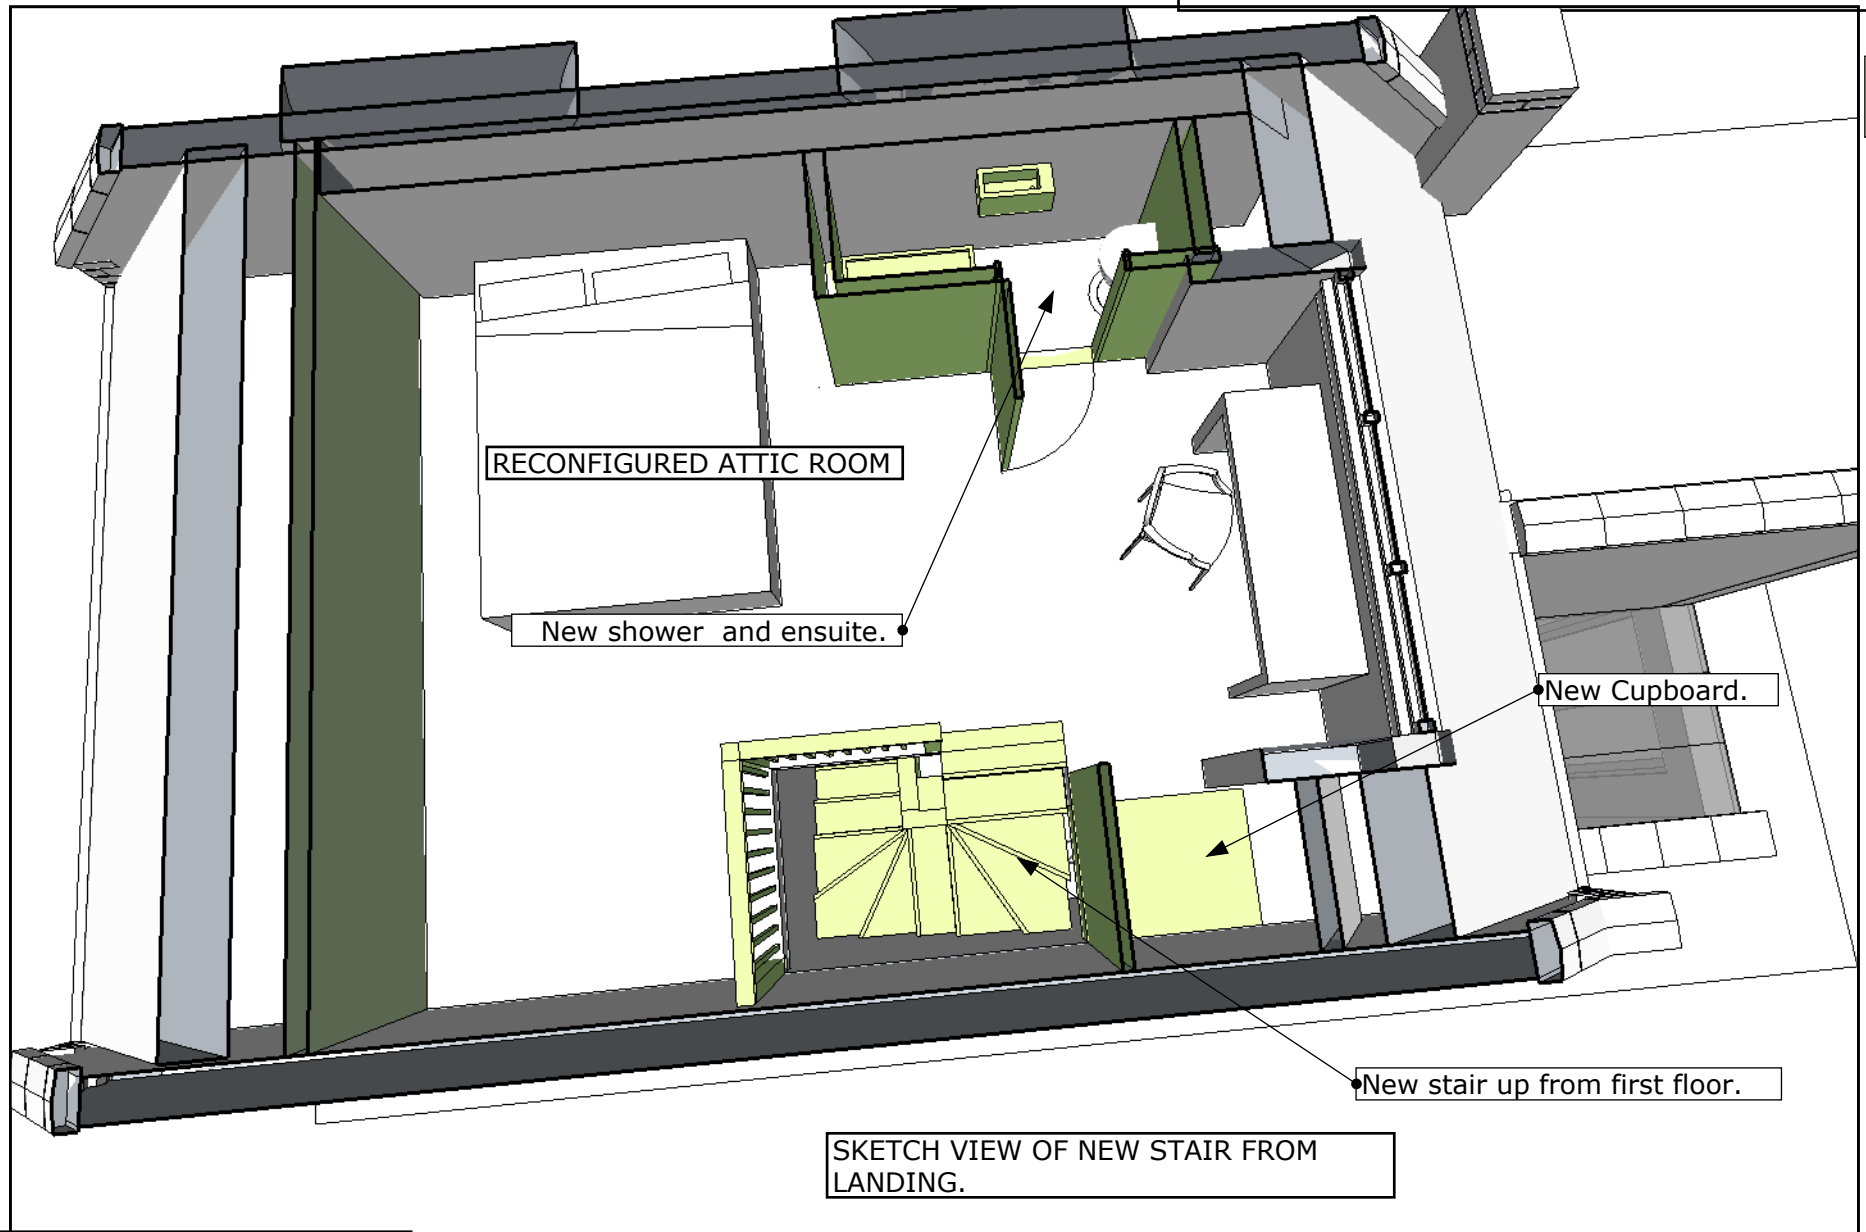 RECONFIGURED ATTIC ROOM
New shower  and ensuite.
New Cupboard.
New stair up from first floor.
SKETCH VIEW OF NEW STAIR FROM
LANDING.